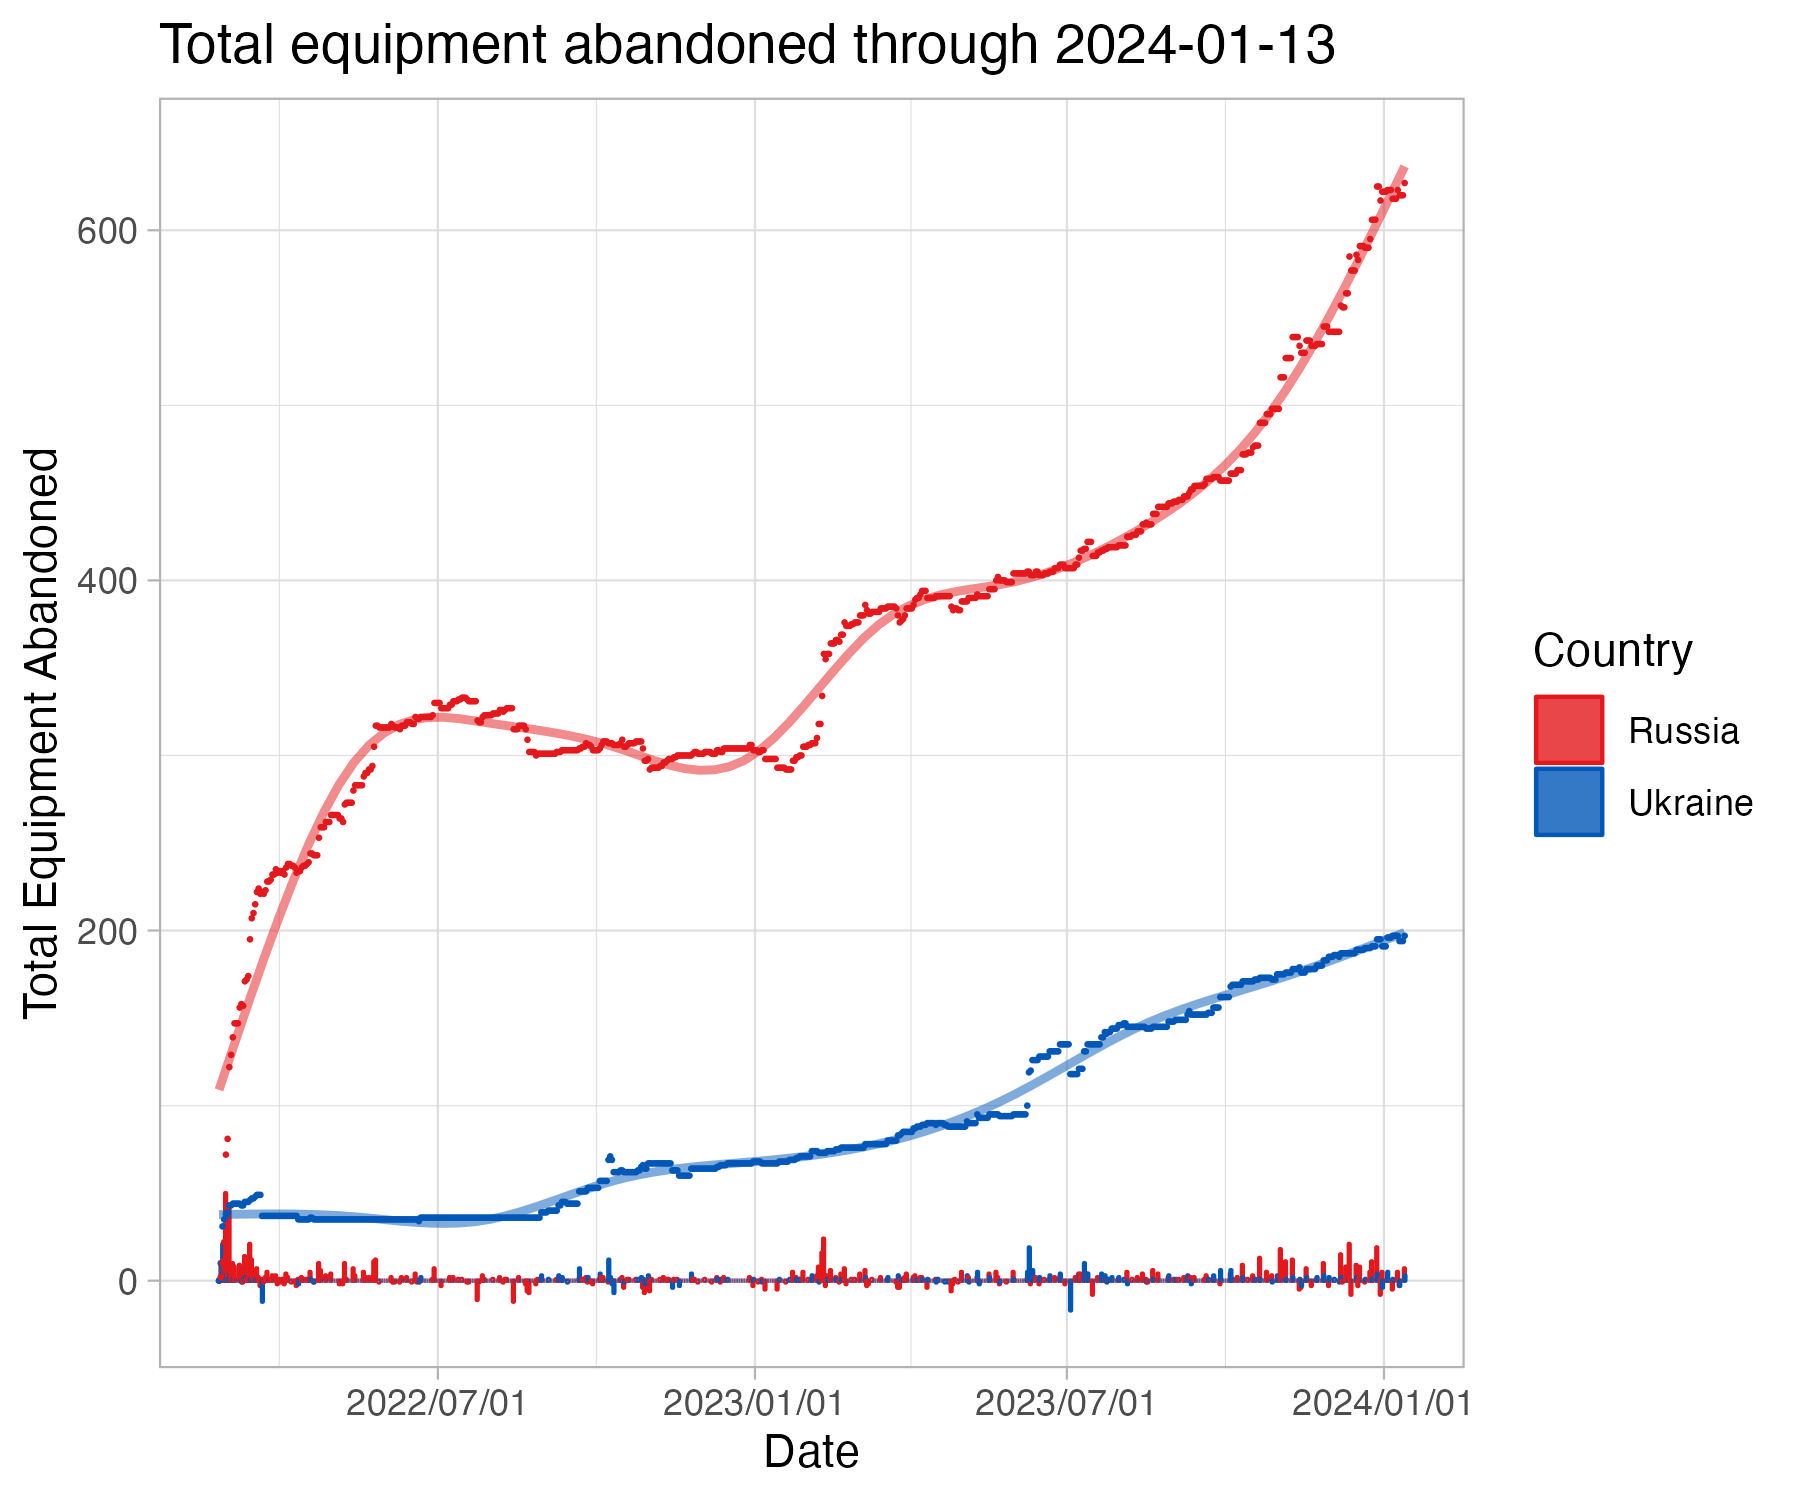 Total equipment abandoned through 2024-01-13
Total Equipment Abandoned
600
400
200
0
2022/07/01
2023/01/01
2023/07/01
2024/01/01
Date
Country
Russia
Ukraine